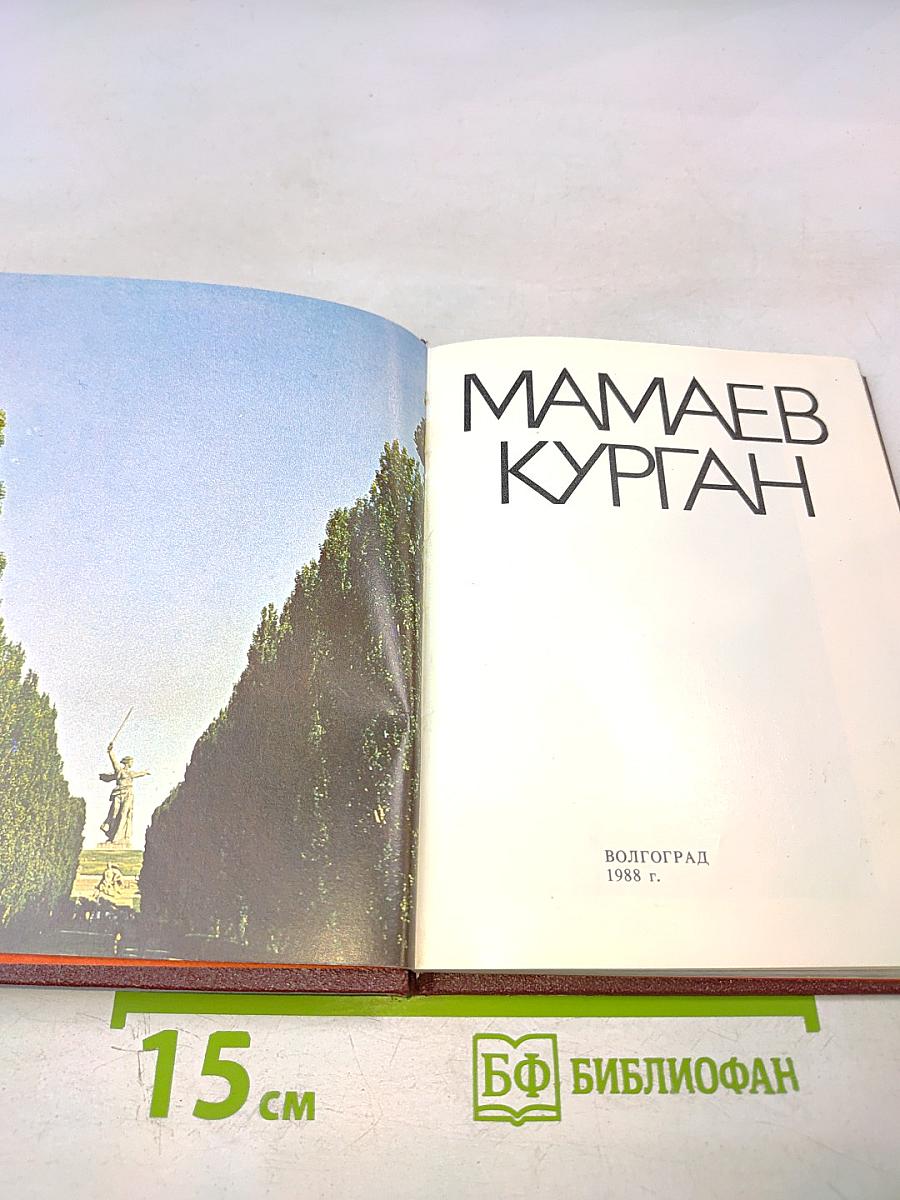 МАМАЕВ
КУРГАН
ВОЛГОГРАД
1988 г.
15 см
БФ БИБЛИОФАН